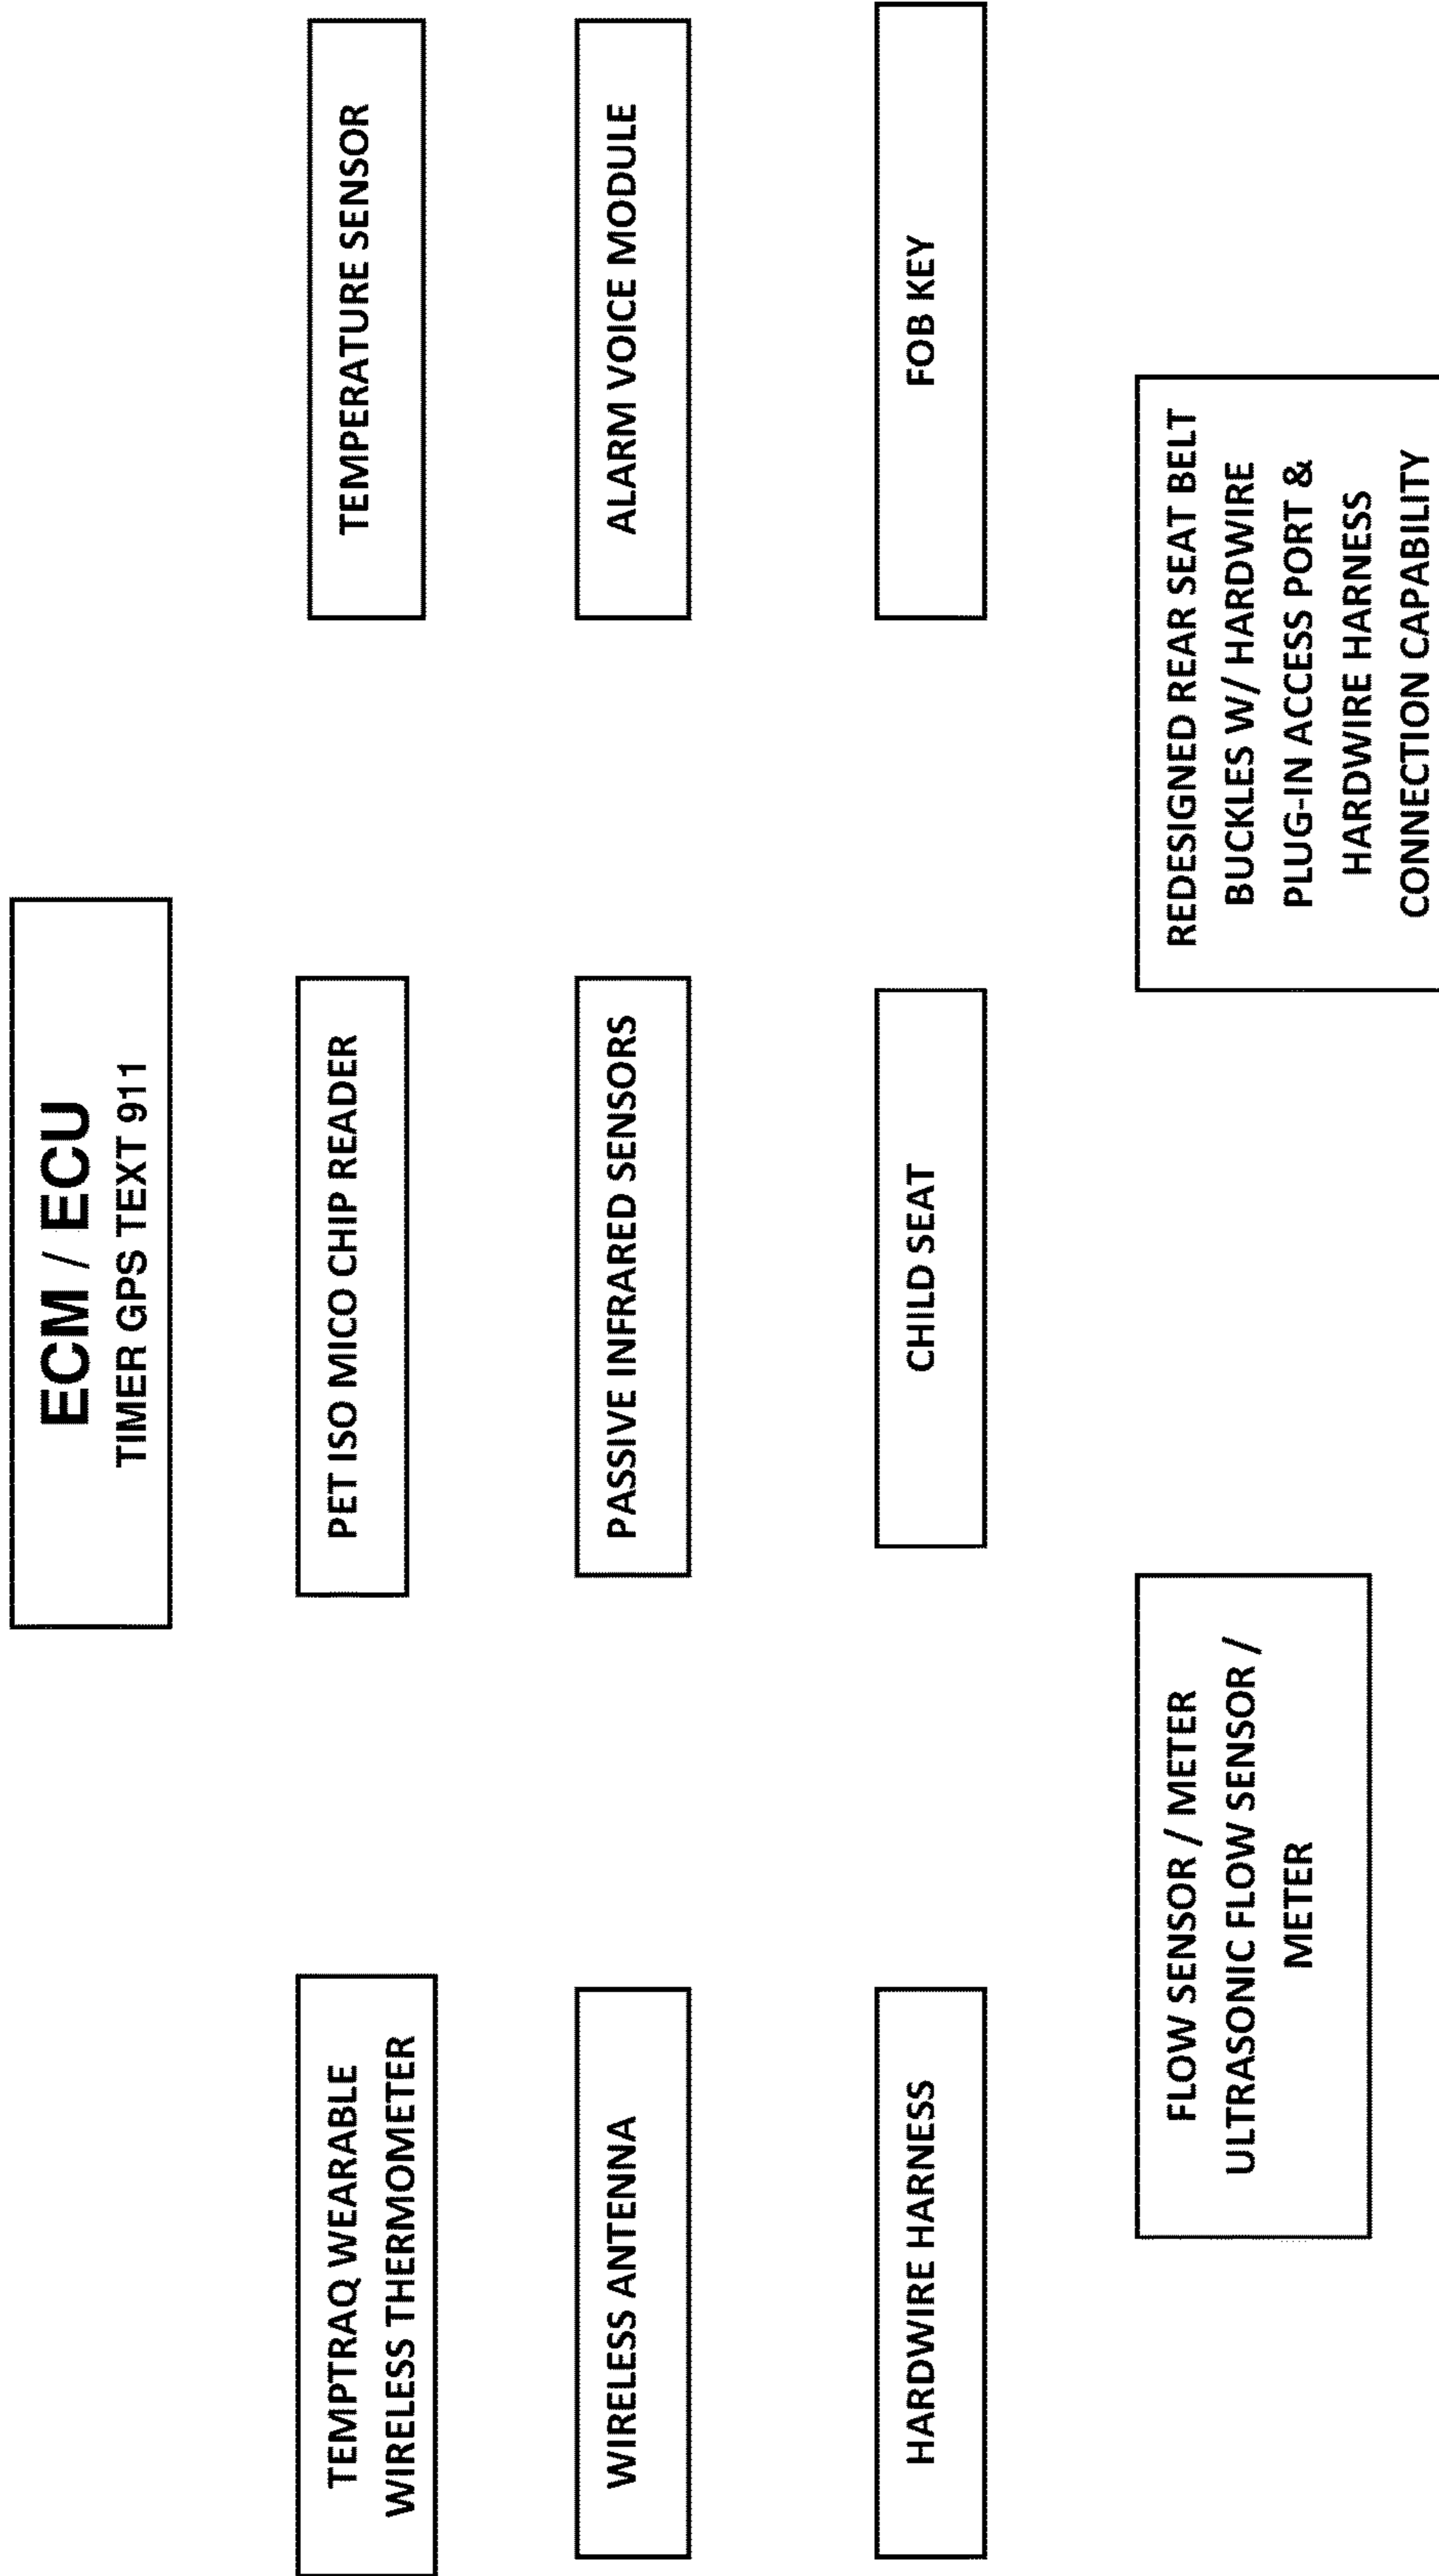 ECM / ECU
TIMER GPS TEXT 911
TEMPTRAQ WEARABLE
WIRELESS THERMOMETER
PET ISO MICO CHIP READER
TEMPERATURE SENSOR
WIRELESS ANTENNA
PASSIVE INFRARED SENSORS
ALARM VOICE MODULE
HARDWIRE HARNESS
CHILD SEAT
FOB KEY
FLOW SENSOR / METER
ULTRASONIC FLOW SENSOR /
METER
REDESIGNED REAR SEAT BELT
BUCKLES W/ HARDWIRE
PLUG-IN ACCESS PORT &
HARDWIRE HARNESS
CONNECTION CAPABILITY